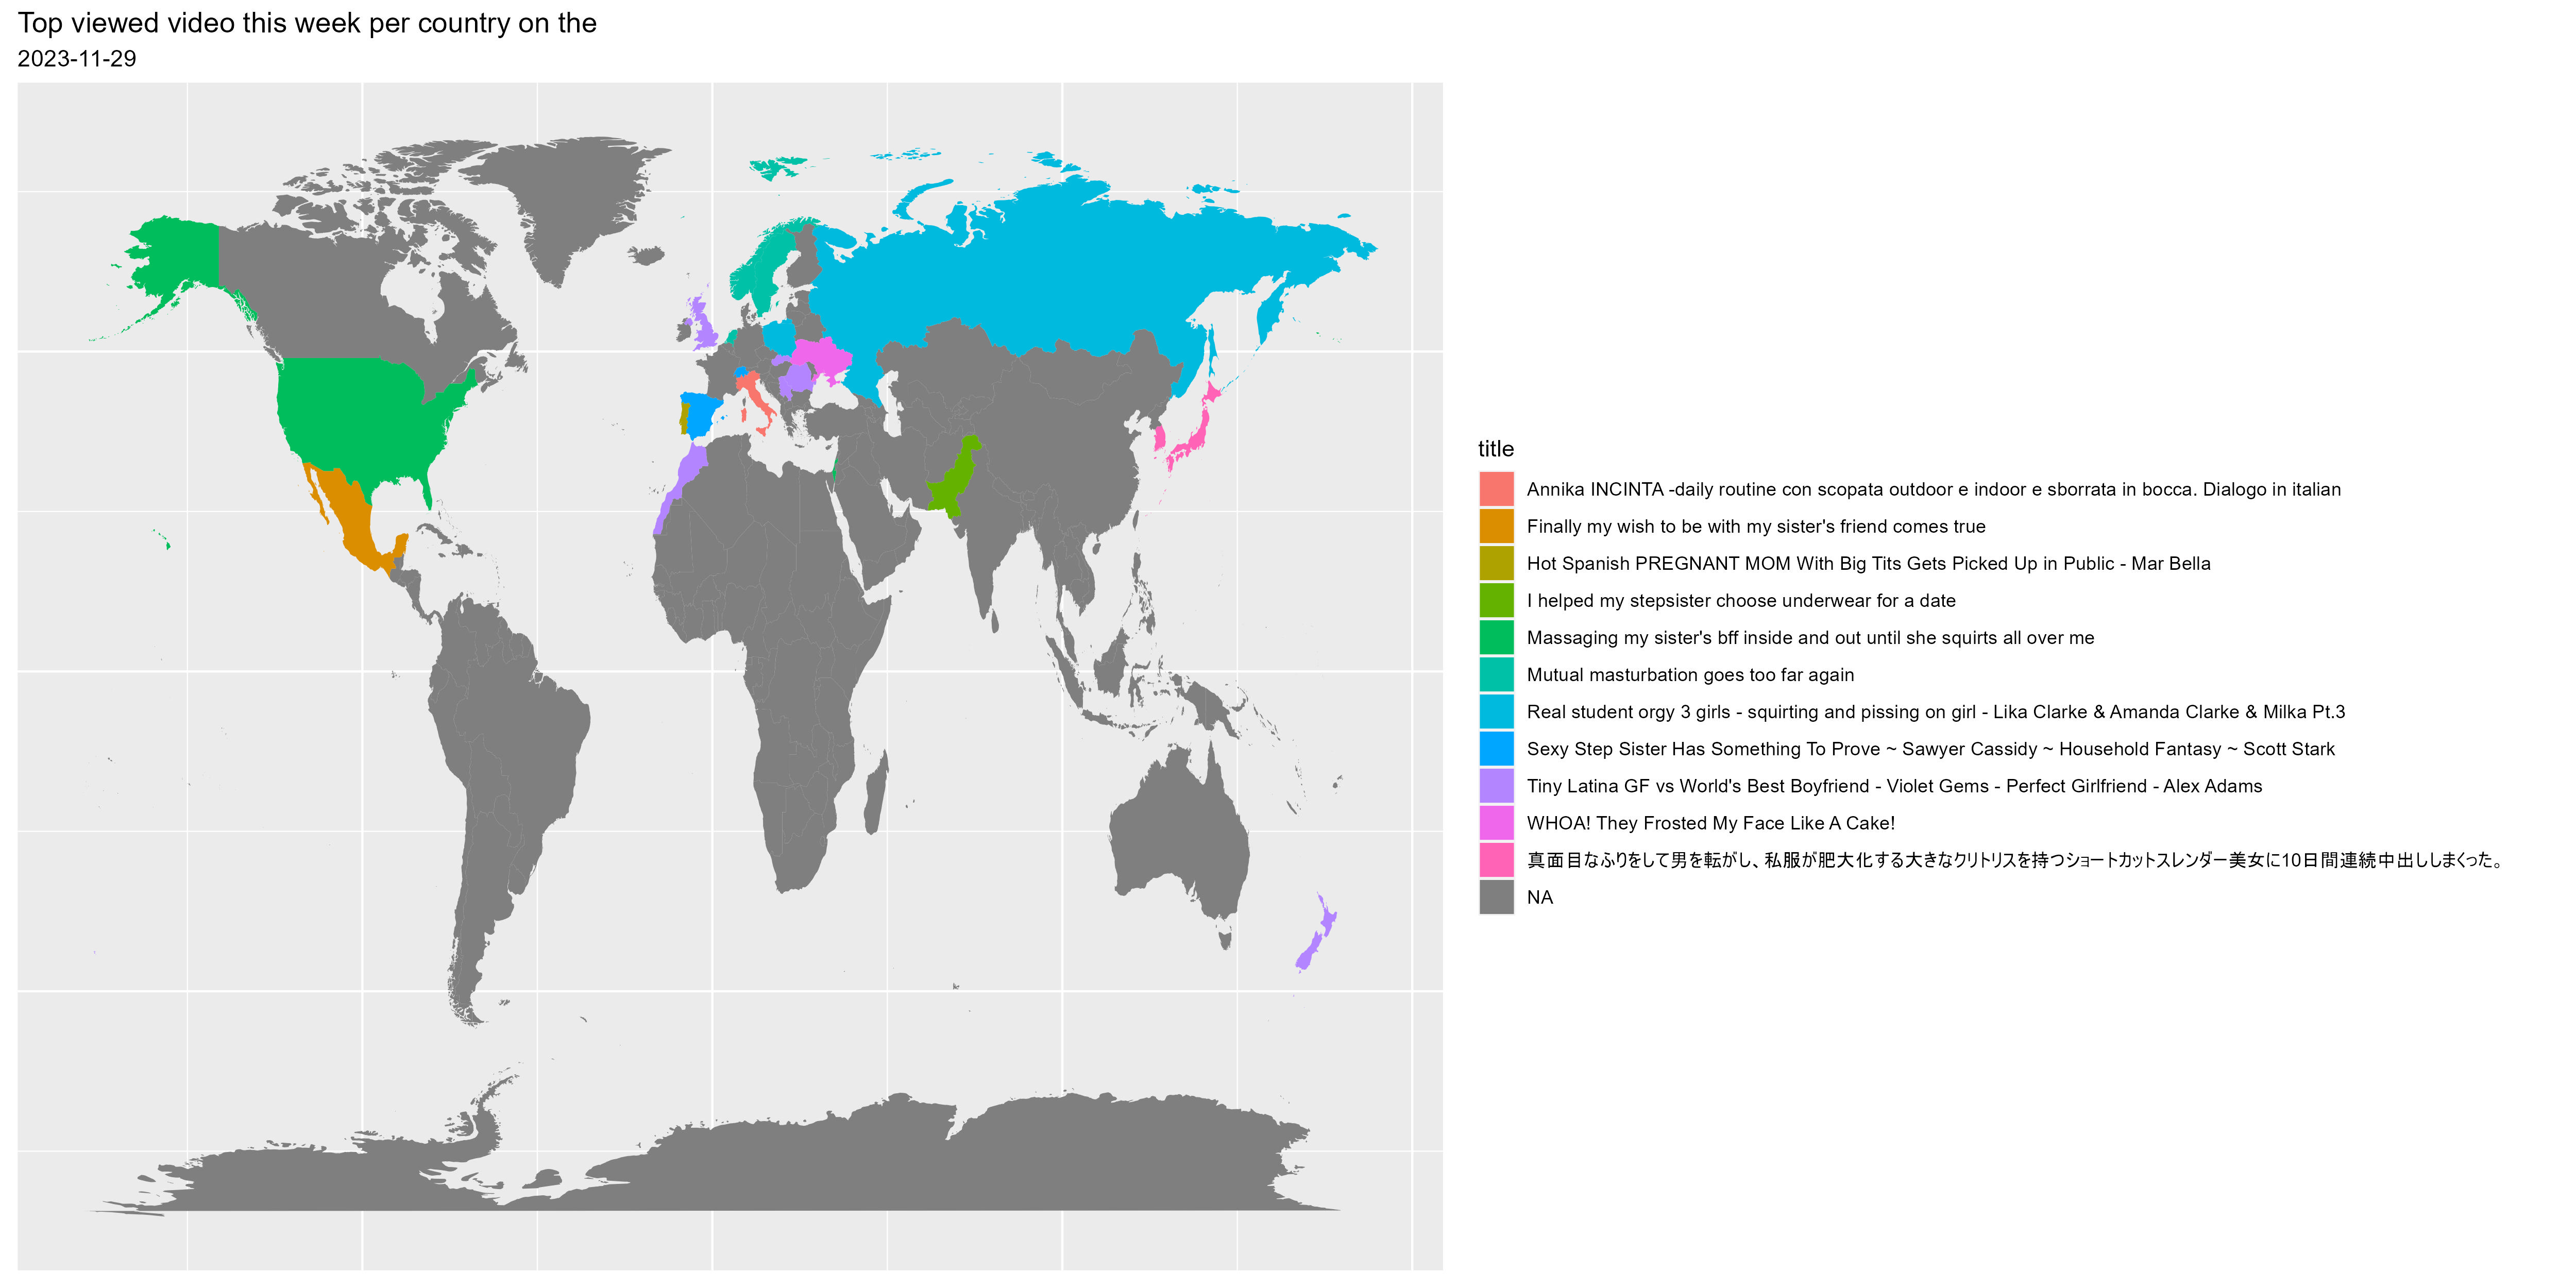 Top viewed video this week per country on the
2023-11-29
title
Annika INCINTA -daily routine con scopata outdoor e indoor e sborrata in bocca. Dialogo in italian
Finally my wish to be with my sister's friend comes true
Hot Spanish PREGNANT MOM With Big Tits Gets Picked Up in Public - Mar Bella
I helped my stepsister choose underwear for a date
Massaging my sister's bff inside and out until she squirts all over me
Mutual masturbation goes too far again
Real student orgy 3 girls - squirting and pissing on girl - Lika Clarke & Amanda Clarke & Milka Pt.3
Sexy Step Sister Has Something To Prove ~ Sawyer Cassidy ~ Household Fantasy ~ Scott Stark
Tiny Latina GF vs World's Best Boyfriend - Violet Gems - Perfect Girlfriend - Alex Adams
WHOA! They Frosted My Face Like A Cake!
真面目なふりをして男を転がし、私服が肥大化する大きなクリトリスを持つショートカットスレンダー美女に10日間連続中出ししまくった。
NA